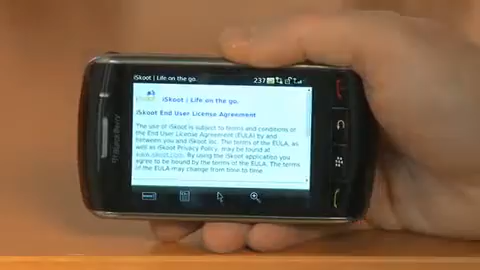 iSkoot | Life on the go.
237
iSkoot | Life on the go.
iSkoot End User License Agreement
The use of iSkoot is subject to terms and conditions of
the End User License Agreement (EULA) by and
between you and iSkoot Inc. The terms of the EULA, as
well as iSkoot Privacy Policy, may be found at
www.iskoot.com. By using the iSkoot application you
agree to be bound by the terms of the EULA. The terms
of the EULA may change from time to time.
BlackBerry